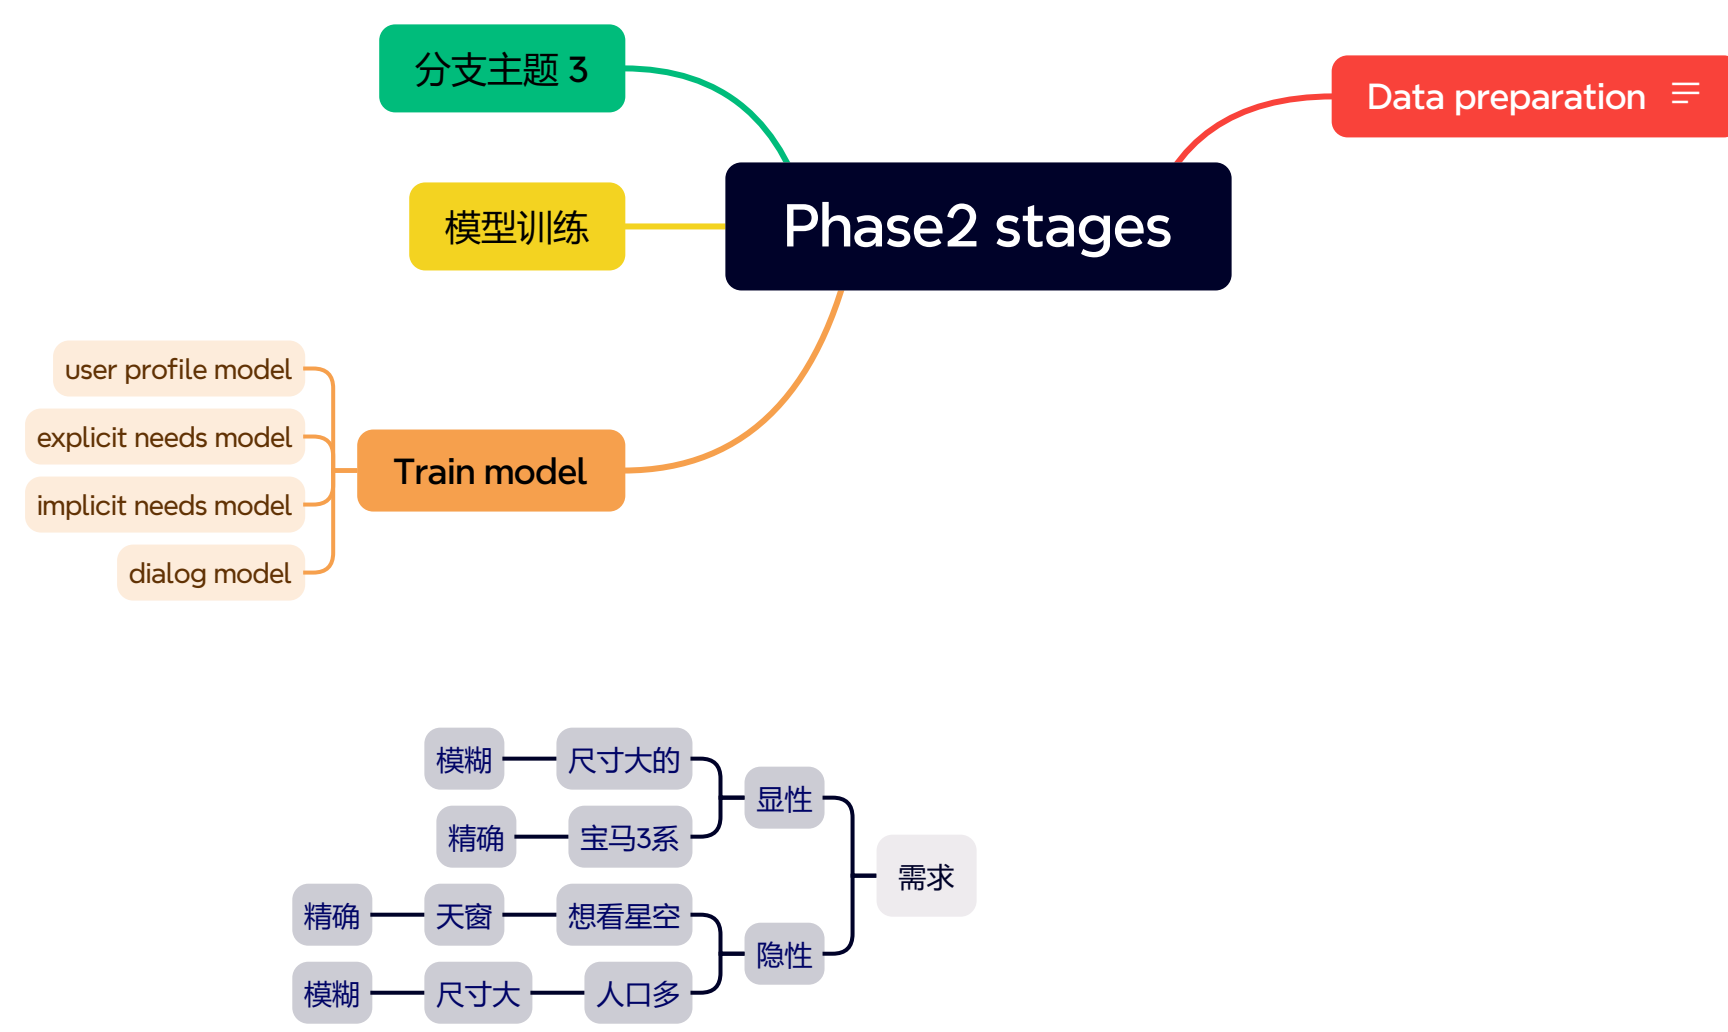 分支主题 3
Data preparation
Phase2 stages
模型训练
user profile model
explicit needs model
Train model
implicit needs model
dialog model
模糊
尺寸大的
显性
精确
宝马3系
需求
精确
天窗
想看星空
隐性
模糊
尺寸大
人口多